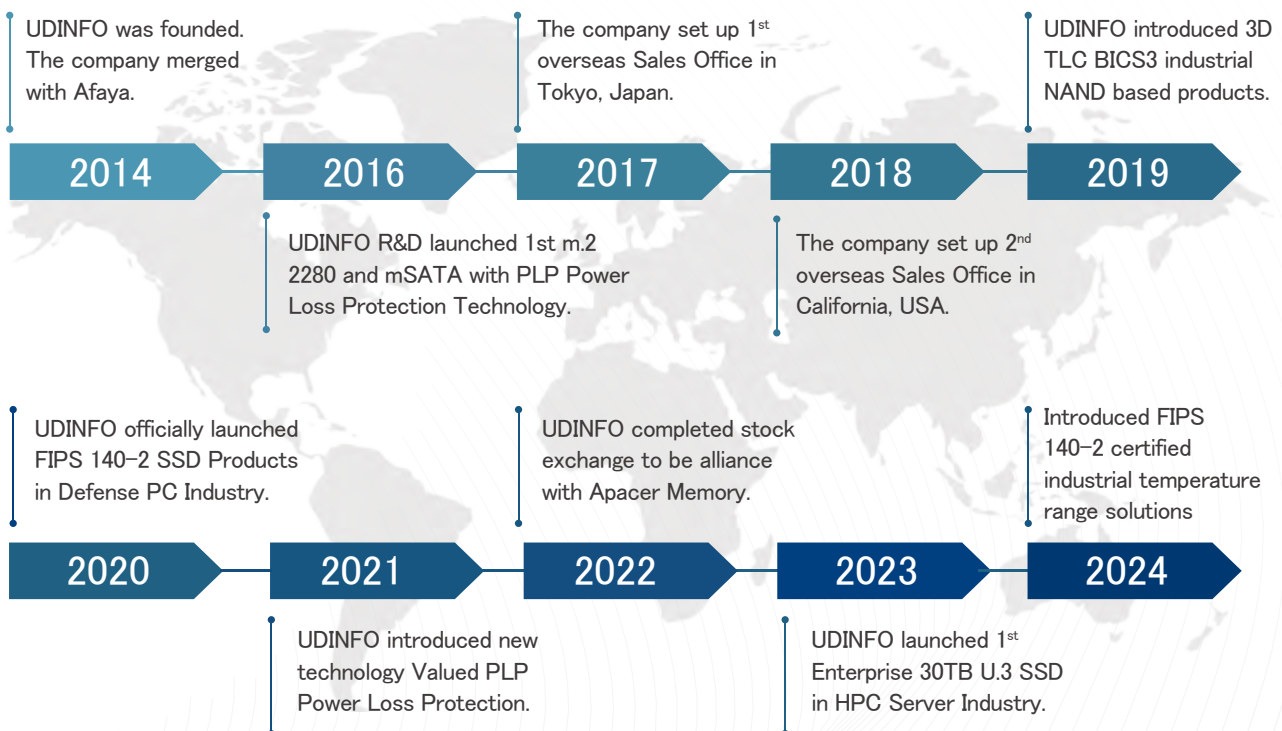 UDINFO was founded.
The company merged
with Afaya.
The company set up 1st
overseas Sales Office in
Tokyo, Japan.
UDINFO introduced 3D
TLC BICS3 industrial
NAND based products.
2014
2016
2017
2018
2019
UDINFO R&D launched 1st m.2
2280 and mSATA with PLP Power
Loss Protection Technology.
The company set up 2nd
overseas Sales Office in
California, USA.
UDINFO officially launched
FIPS 140-2 SSD Products
in Defense PC Industry.
UDINFO completed stock
exchange to be alliance
with Apacer Memory.
Introduced FIPS
140-2 certified
industrial temperature
range solutions
2020
2021
2022
2023
2024
UDINFO introduced new
technology Valued PLP
Power Loss Protection.
UDINFO launched 1st
Enterprise 30TB U.3 SSD
in HPC Server Industry.